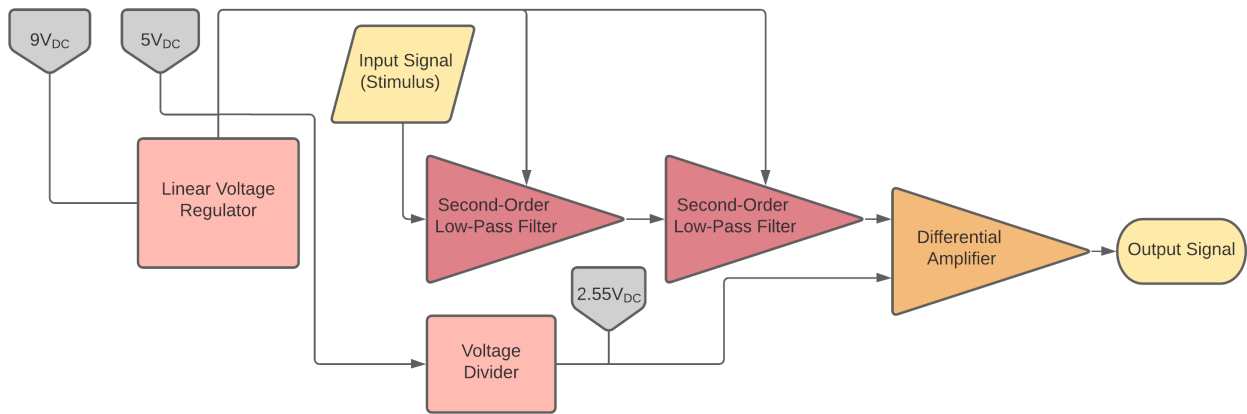 9VDC
5VDC
Input Signal
(Stimulus)
Linear Voltage
Regulator
Second-Order
Low-Pass Filter
Second-Order
Low-Pass Filter
Differential
Amplifier
Output Signal
2.55VDC
Voltage
Divider